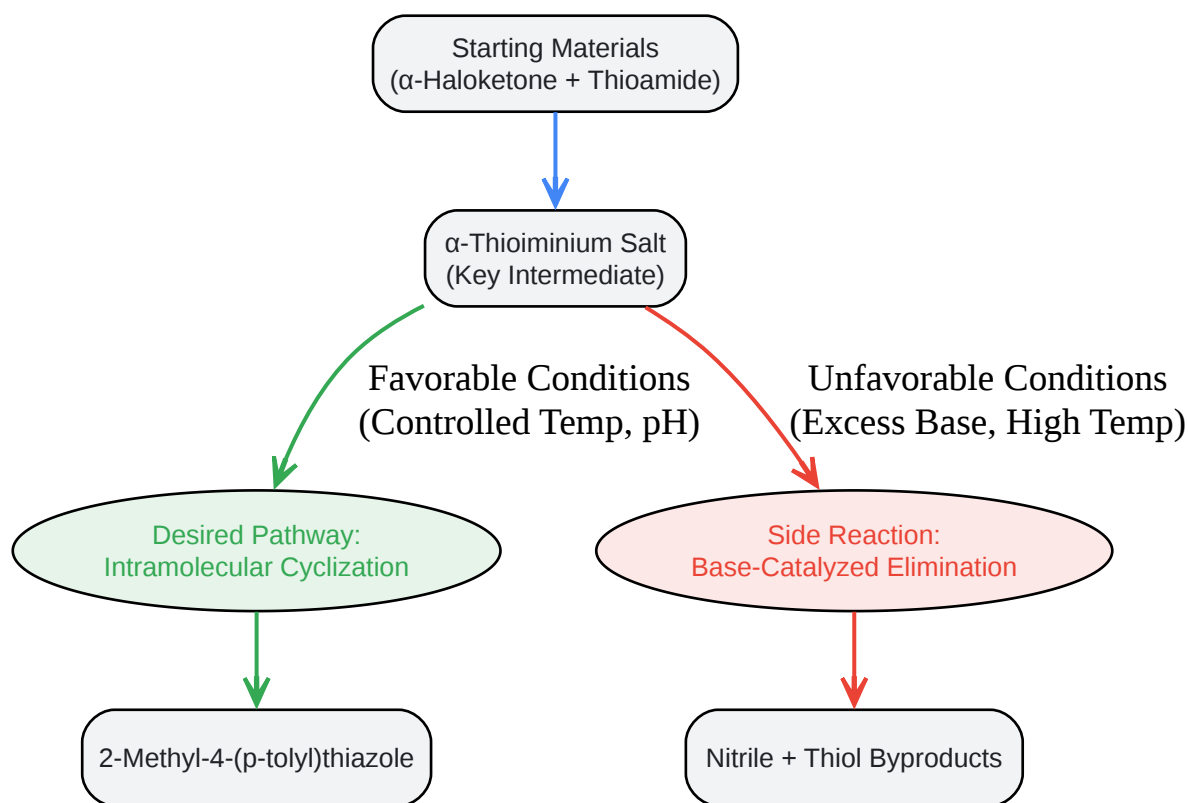 Starting Materials
(α-Haloketone + Thioamide)
α-Thioiminium Salt
(Key Intermediate)
Favorable Conditions
(Controlled Temp, pH)
Unfavorable Conditions
(Excess Base, High Temp)
Desired Pathway:
Intramolecular Cyclization
Side Reaction:
Base-Catalyzed Elimination
2-Methyl-4-(p-tolyl)thiazole
Nitrile + Thiol Byproducts